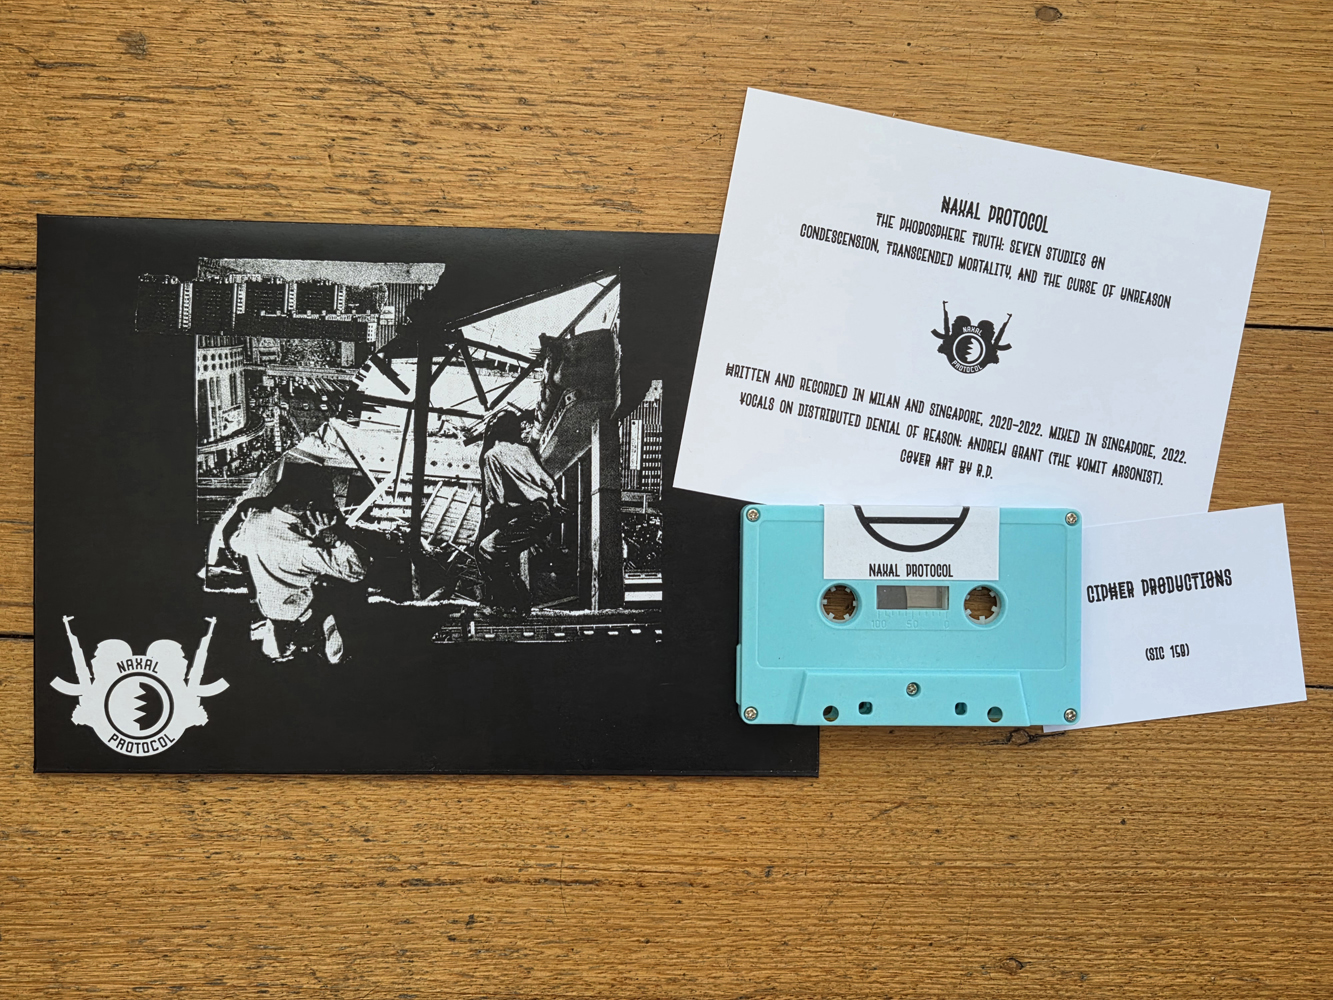 NAXAL
PROTOCOL
NAXAL PROTOCOL
THE PHOBOSPHERE TRUTH: SEVEN STUDIES ON
CONDESCENSION, TRANSCENDED MORTALITY, AND THE CURSE OF UNREASON
NAXAL
PROTOCOL
WRITTEN AND RECORDED IN MILAN AND SINGAPORE, 2020-2022. MIXED IN SINGAPORE, 2022.
VOCALS ON DISTRIBUTED DENIAL OF REASON: ANDREW GRANT (THE VOMIT ARSONIST).
COVER ART BY R.P.
NAXAL PROTOCOL
100 50 0
CIPHER PRODUCTIONS
(SIC 150)